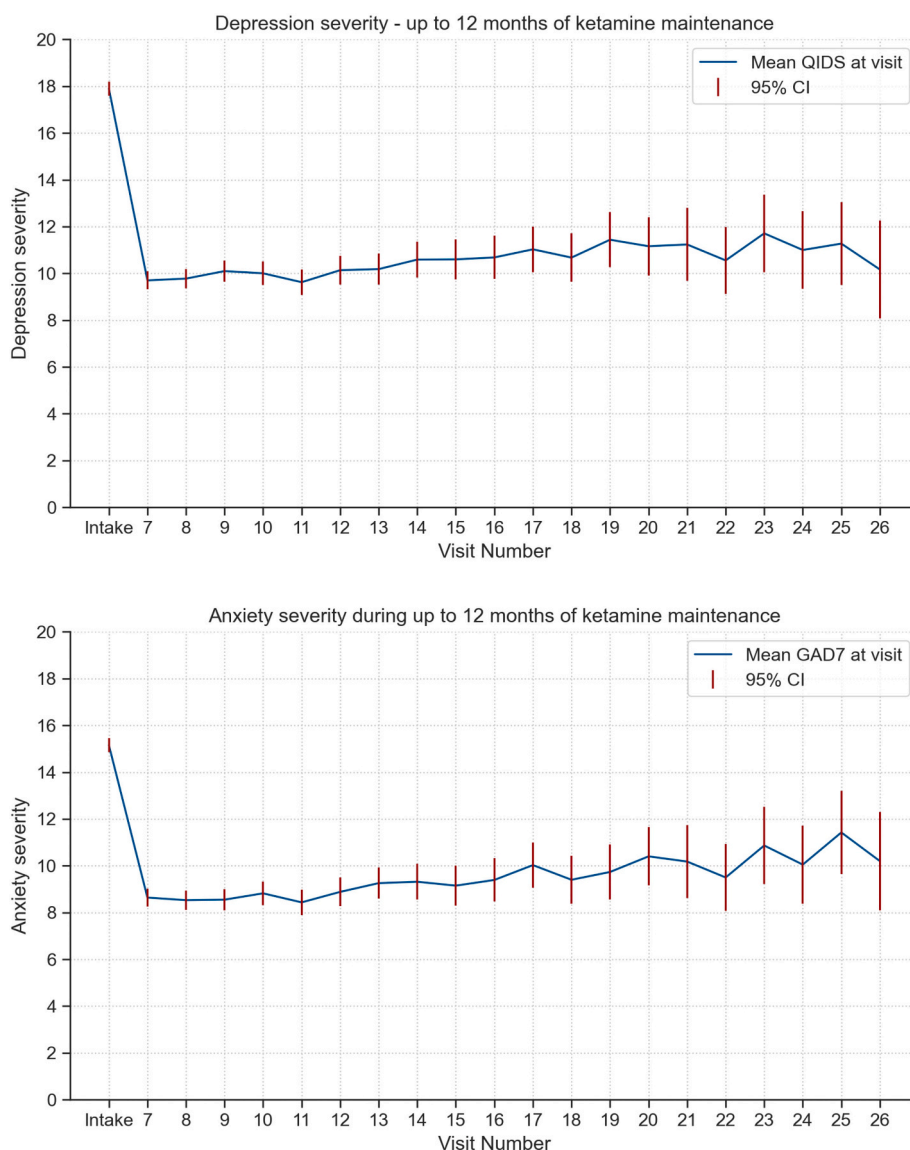 Depression severity - up to 12 months of ketamine maintenance
20
18
16
14
12
10
8
6
4
2
0
Depression severity
Mean QIDS at visit
95% CI
Intake 7 8 9 10 11 12 13 14 15 16 17 18 19 20 21 22 23 24 25 26
Visit Number
Anxiety severity during up to 12 months of ketamine maintenance
20
18
16
14
12
10
8
6
4
2
0
Anxiety severity
Mean GAD7 at visit
95% CI
Intake 7 8 9 10 11 12 13 14 15 16 17 18 19 20 21 22 23 24 25 26
Visit Number